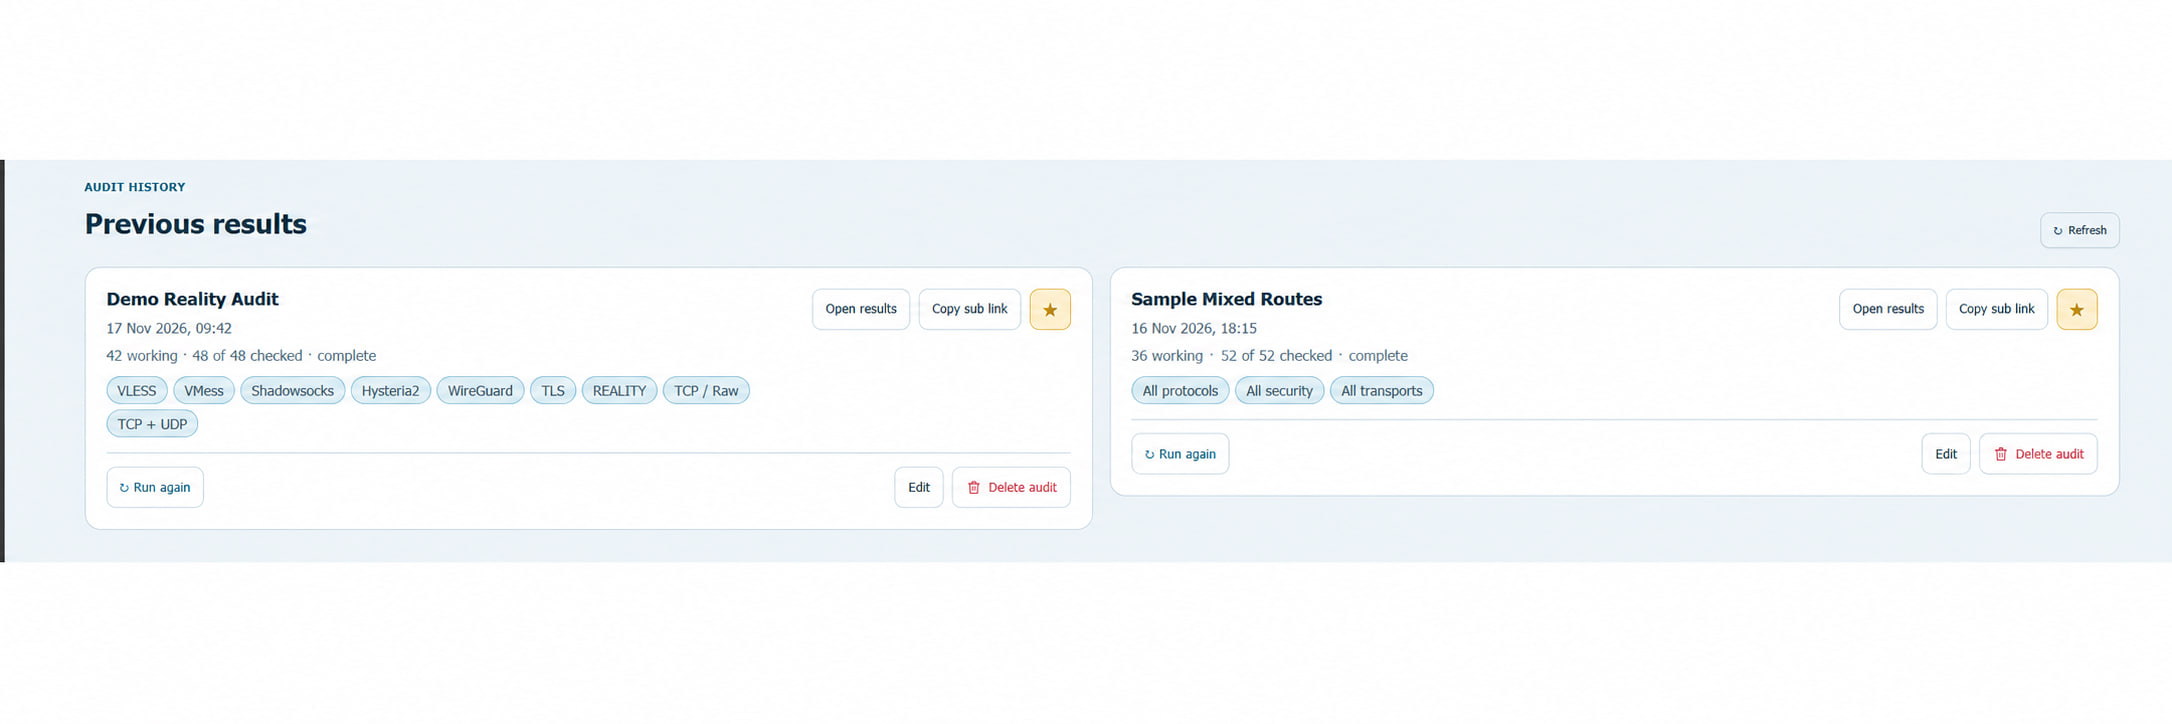 AUDIT HISTORY
Previous results
↻ Refresh
Demo Reality Audit
Open results
Copy sub link
★
17 Nov 2026, 09:42
42 working · 48 of 48 checked · complete
VLESS VMess Shadowsocks Hysteria2 WireGuard TLS REALITY TCP / Raw
TCP + UDP
↻ Run again
Edit
Delete audit
Sample Mixed Routes
Open results
Copy sub link
★
16 Nov 2026, 18:15
36 working · 52 of 52 checked · complete
All protocols All security All transports
↻ Run again
Edit
Delete audit